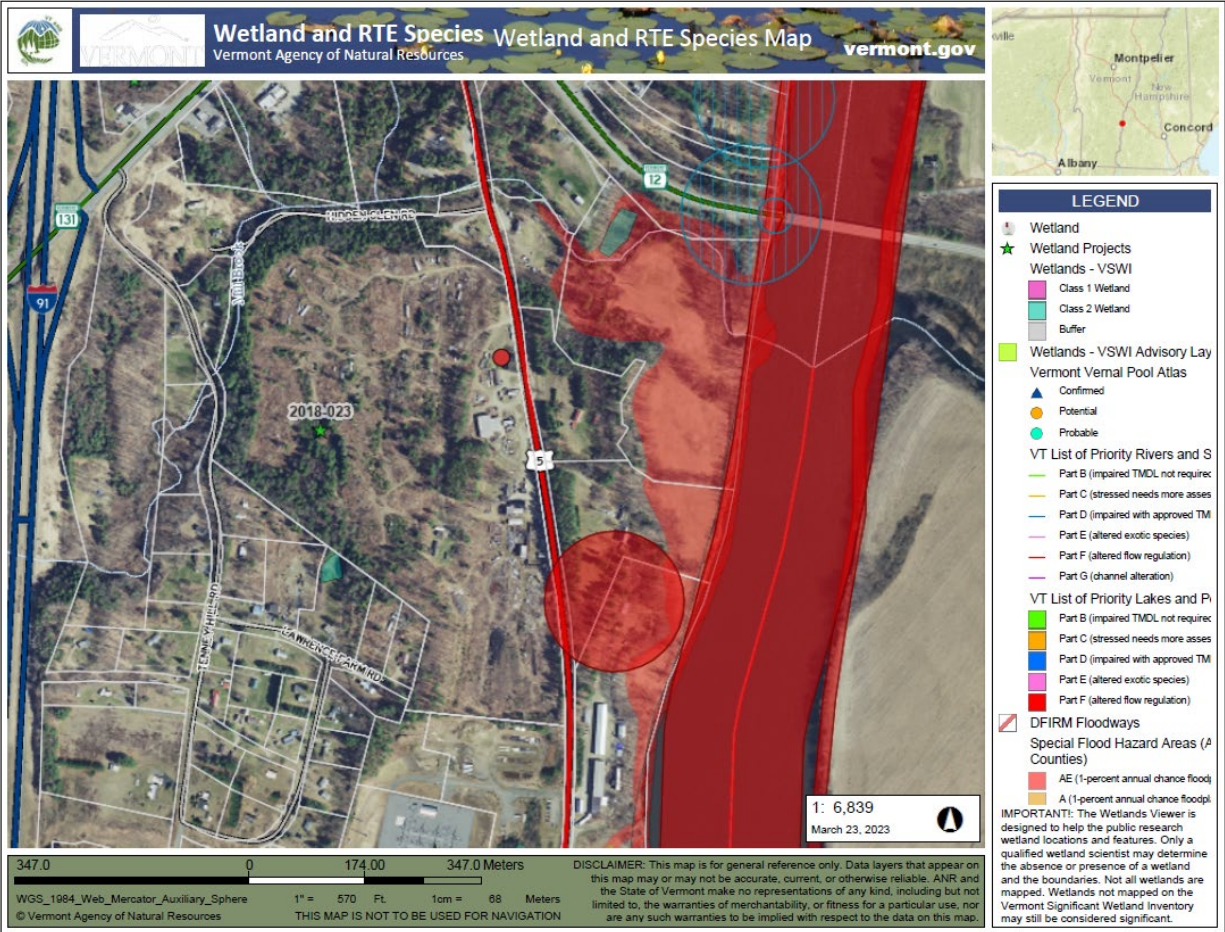 VERMONT
Wetland and RTE Species
Vermont Agency of Natural Resources
Wetland and RTE Species Map
vermont.gov
ville
Montpelier
Vermont
New
Hampshire
Concord
Albany
131
91
HIDDEN GLEN RD
Mill Brook
12
2018-023
5
TENNEY HILL RD
LAWRENCE FARM RD
1: 6,839
March 23, 2023
LEGEND
Wetland
Wetland Projects
Wetlands - VSWI
Class 1 Wetland
Class 2 Wetland
Buffer
Wetlands - VSWI Advisory Lay
Vermont Vernal Pool Atlas
Confirmed
Potential
Probable
VT List of Priority Rivers and S
Part B (impaired TMDL not required
Part C (stressed needs more asses
Part D (impaired with approved TM
Part E (altered exotic species)
Part F (altered flow regulation)
Part G (channel alteration)
VT List of Priority Lakes and P
Part B (impaired TMDL not required
Part C (stressed needs more asses
Part D (impaired with approved TM
Part E (altered exotic species)
Part F (altered flow regulation)
DFIRM Floodways
Special Flood Hazard Areas (A
Counties)
AE (1-percent annual chance floodp
A (1-percent annual chance floodpl
IMPORTANT!: The Wetlands Viewer is
designed to help the public research
wetland locations and features. Only a
qualified wetland scientist may determine
the absence or presence of a wetland
and the boundaries. Not all wetlands are
mapped. Wetlands not mapped on the
Vermont Significant Wetland Inventory
may still be considered significant.
347.0 0 174.00 347.0 Meters
WGS_1984_Web_Mercator_Auxiliary_Sphere 1" = 570 Ft. 1cm = 68 Meters
© Vermont Agency of Natural Resources THIS MAP IS NOT TO BE USED FOR NAVIGATION
DISCLAIMER: This map is for general reference only. Data layers that appear on
this map may or may not be accurate, current, or otherwise reliable. ANR and
the State of Vermont make no representations of any kind, including but not
limited to, the warranties of merchantability, or fitness for a particular use, nor
are any such warranties to be implied with respect to the data on this map.